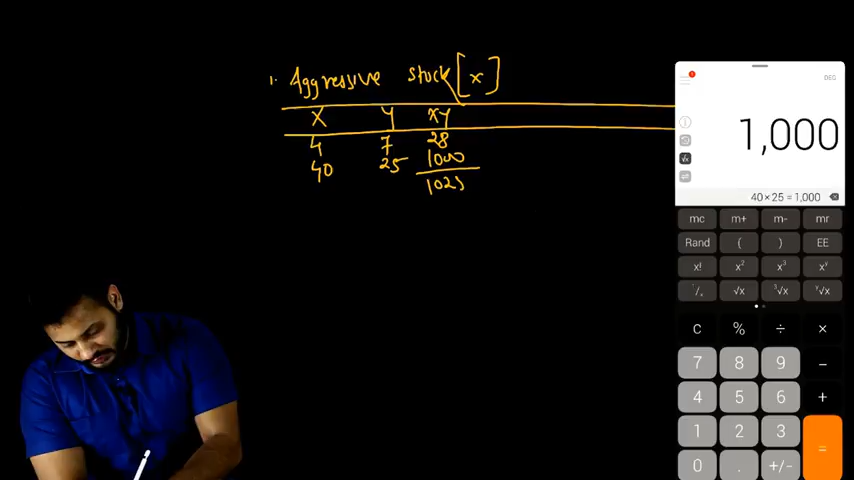 1. Aggressive stock [x]
X Y XY
4 7 28
40 25 1000
1025
1
DEG
1,000
√x
40×25=1,000
mc m+ m- mr
Rand ( ) EE
x! x² x³ xʸ
¹/x √x ³√x ʸ√x
C % ÷ ×
7 8 9 −
4 5 6 +
1 2 3 =
0 . +/-